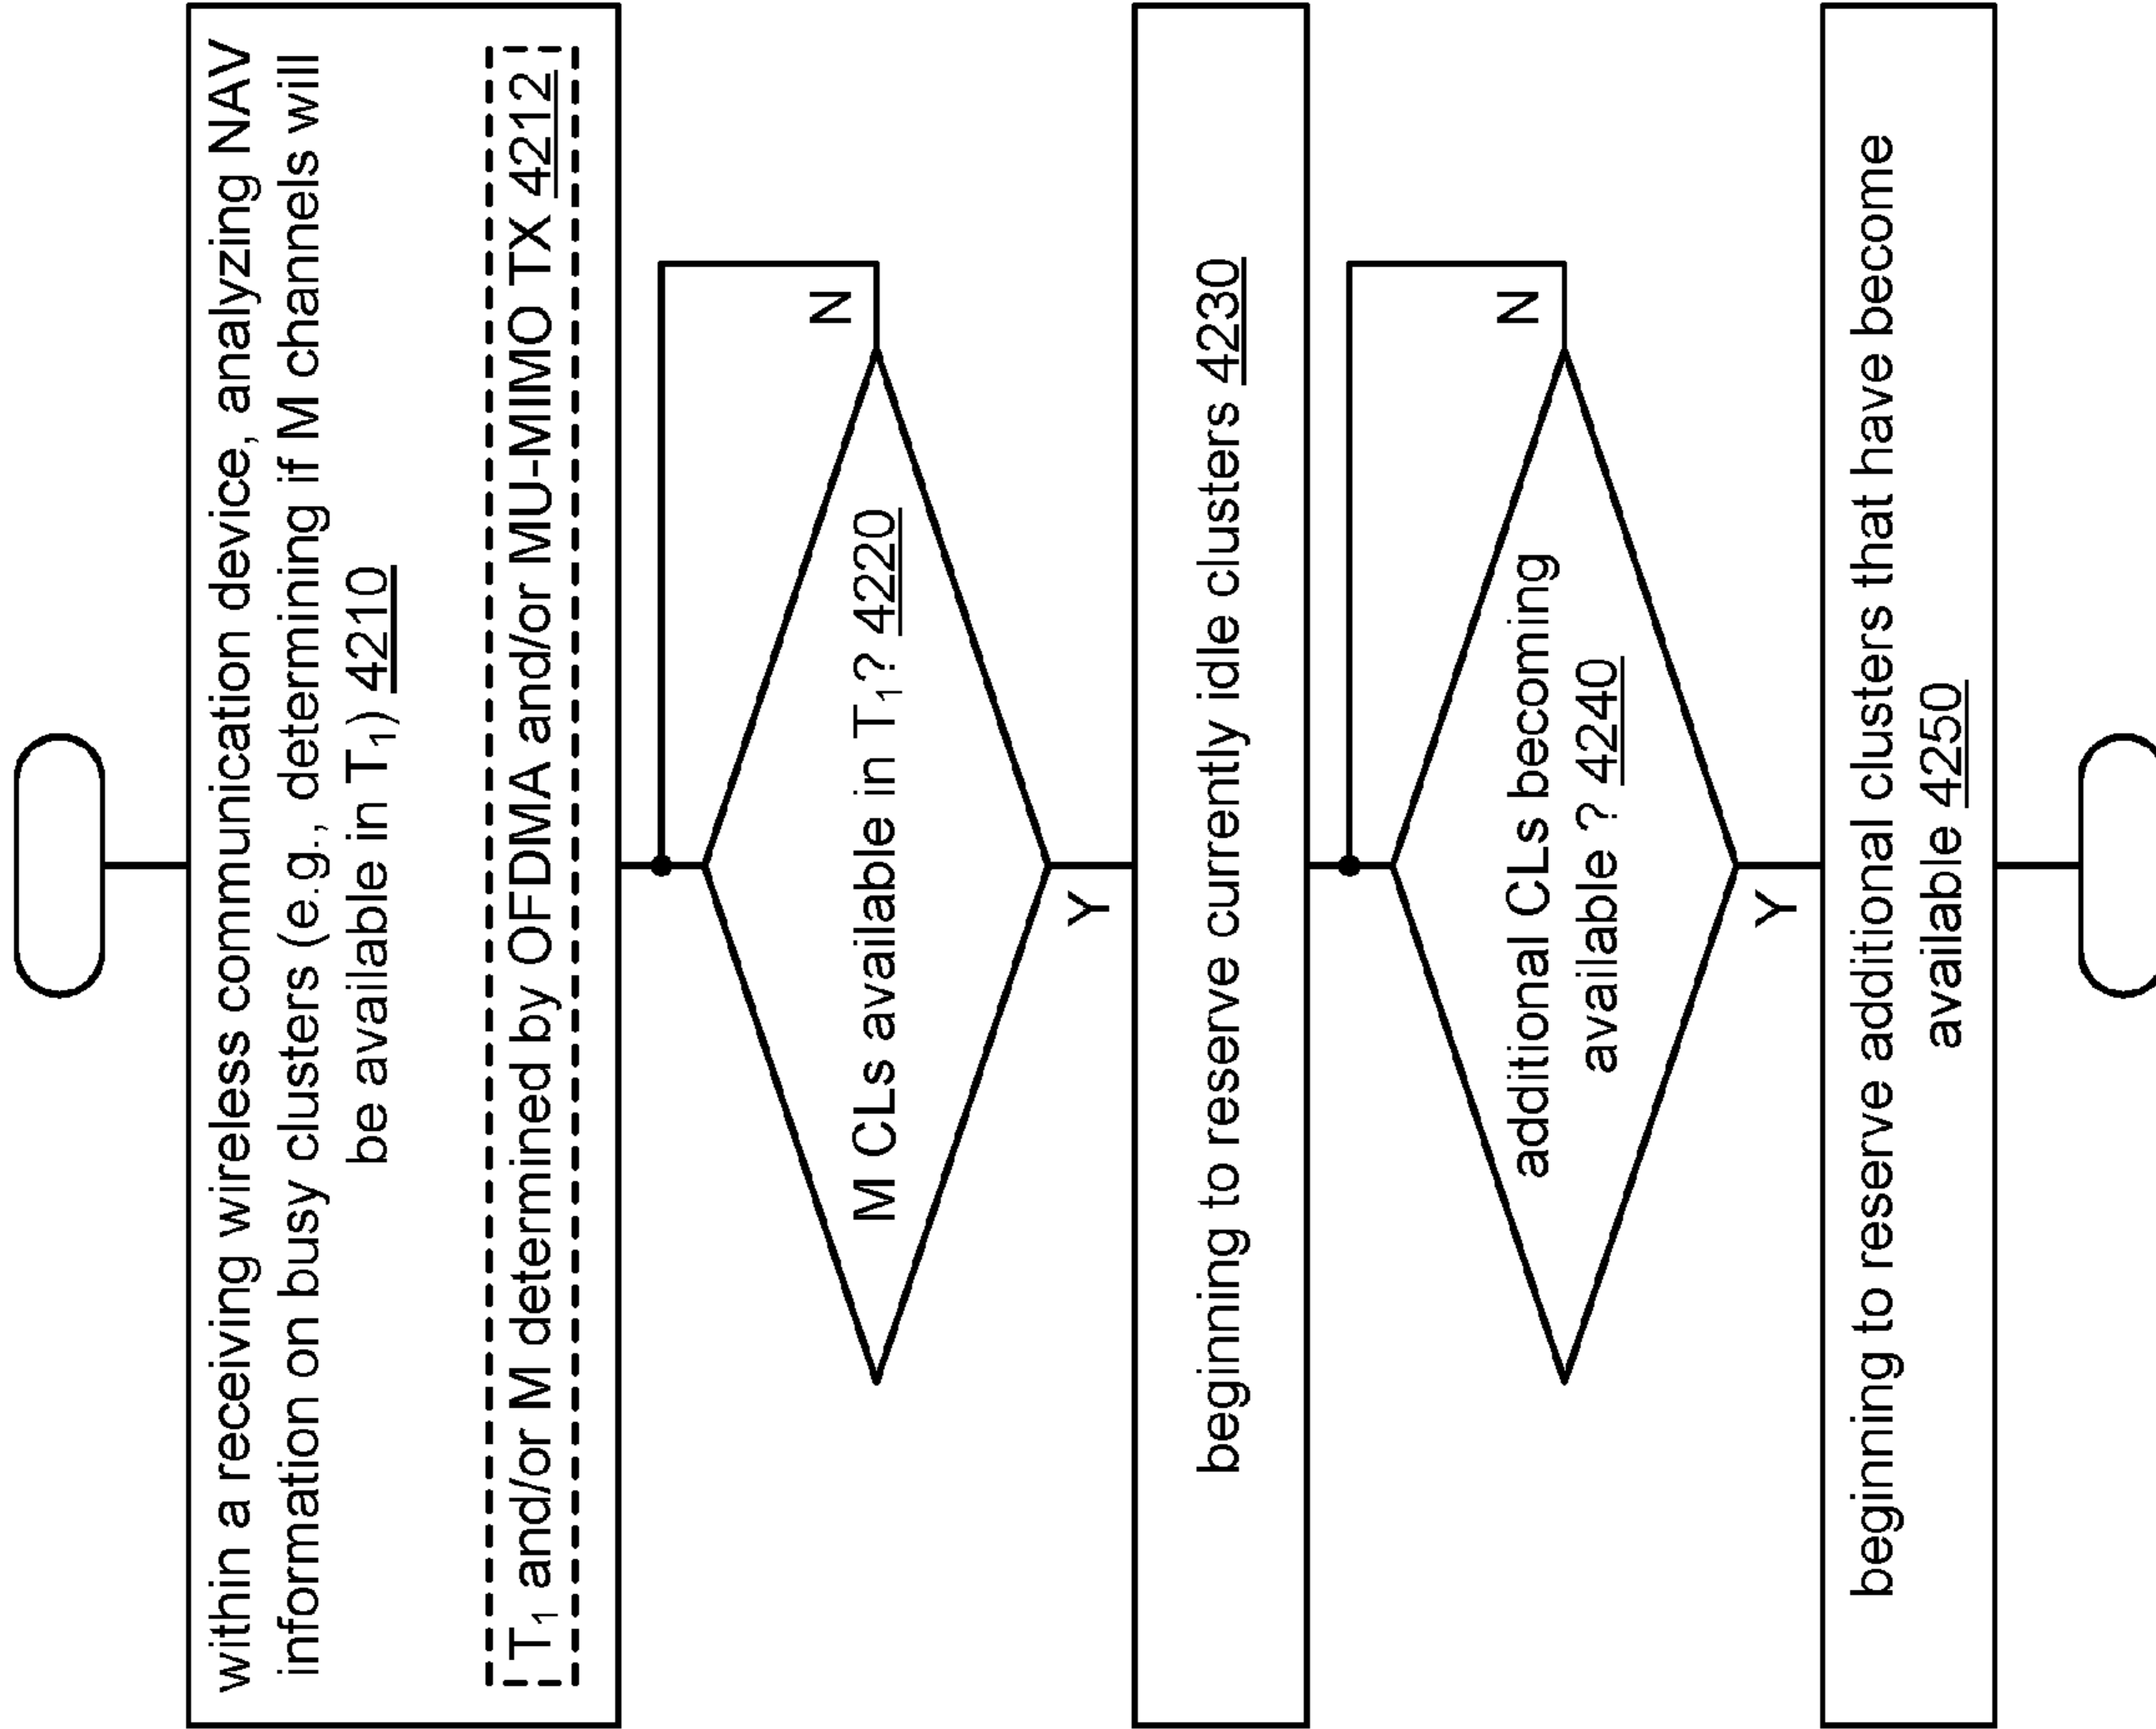 within a receiving wireless communication device, analyzing NAV
information on busy clusters (e.g., determining if M channels will
be available in T₁) 4210
T₁ and/or M determined by OFDMA and/or MU-MIMO TX 4212
N
M CLs available in T₁? 4220
Y
beginning to reserve currently idle clusters 4230
N
additional CLs becoming
available ? 4240
Y
beginning to reserve additional clusters that have become
available 4250